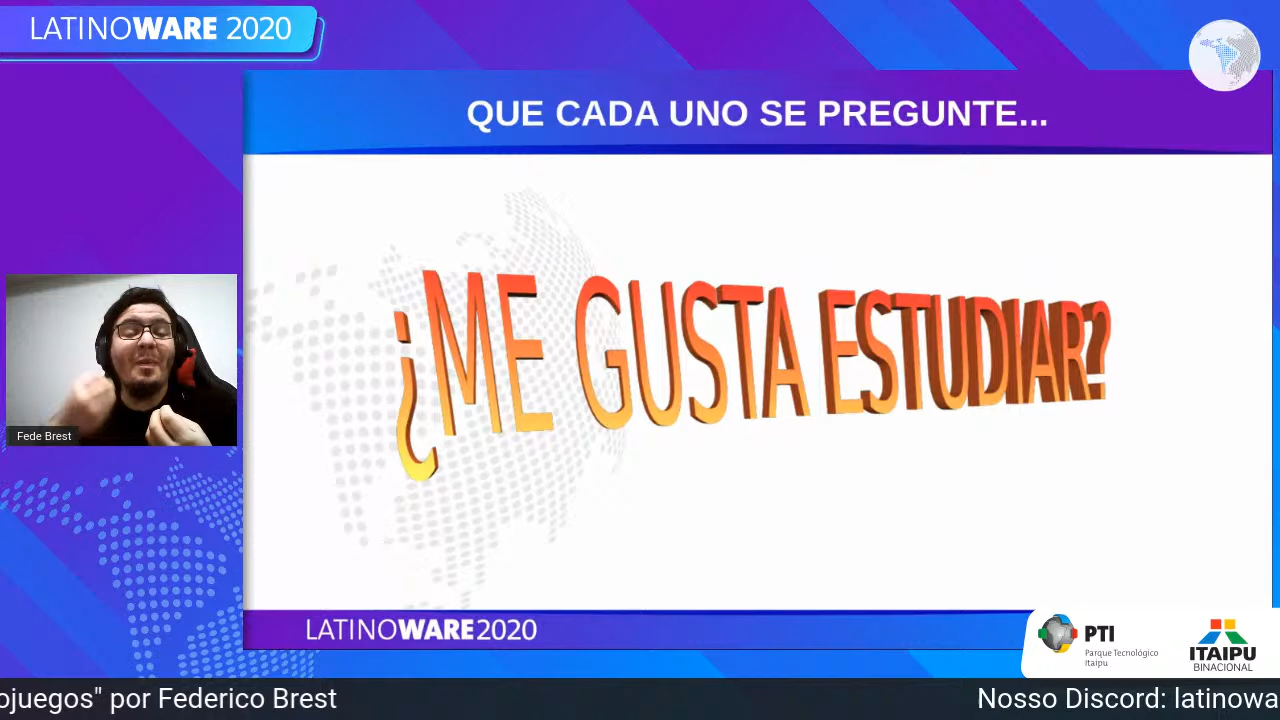 LATINOWARE 2020
QUE CADA UNO SE PREGUNTE...
¿ME GUSTA ESTUDIAR?
Fede Brest
LATINOWARE2020
PTI
Parque Tecnológico
Itaipu
ITAIPU
BINACIONAL
ojuegos" por Federico Brest
Nosso Discord: latinowa